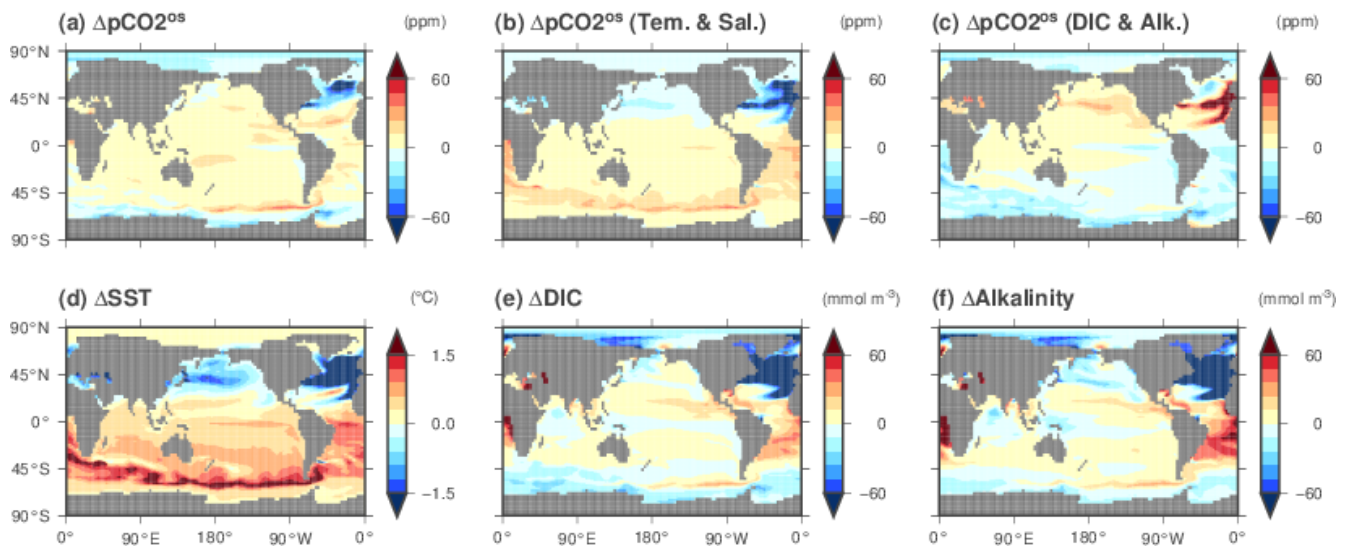 (a) ΔpCO2ᵒˢ (ppm) (b) ΔpCO2ᵒˢ (Tem. & Sal.) (ppm) (c) ΔpCO2ᵒˢ (DIC & Alk.) (ppm)
90°N 60 60 60
45°N
0° 0 0 0
45°S
−60 −60 −60
90°S
(d) ΔSST (°C) (e) ΔDIC (mmol m⁻³) (f) ΔAlkalinity (mmol m⁻³)
90°N
1.5 60 60
45°N
0° 0.0 0 0
45°S
−1.5 −60 −60
90°S
0° 90°E 180° 90°W 0° 0° 90°E 180° 90°W 0° 0° 90°E 180° 90°W 0°